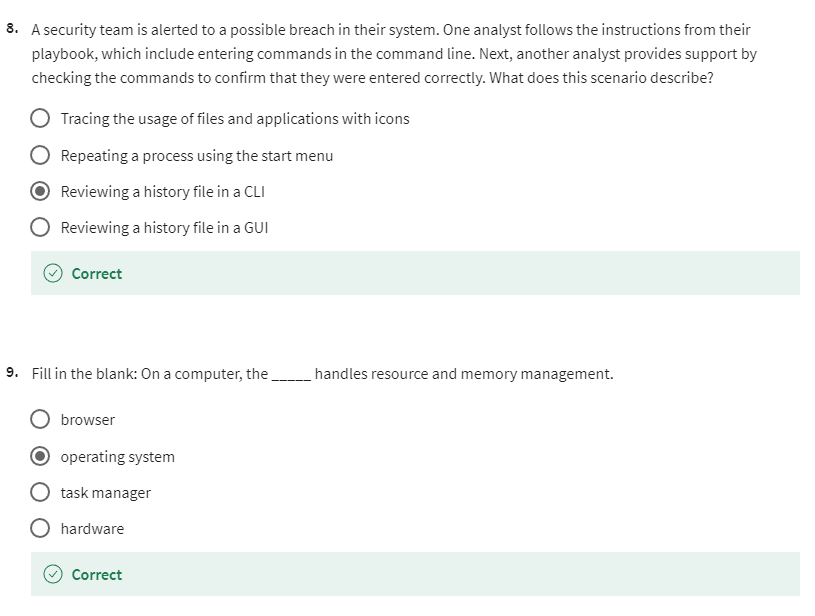 8. A security team is alerted to a possible breach in their system. One analyst follows the instructions from their
playbook, which include entering commands in the command line. Next, another analyst provides support by
checking the commands to confirm that they were entered correctly. What does this scenario describe?
Tracing the usage of files and applications with icons
Repeating a process using the start menu
Reviewing a history file in a CLI
Reviewing a history file in a GUI
Correct
9. Fill in the blank: On a computer, the _____ handles resource and memory management.
browser
operating system
task manager
hardware
Correct